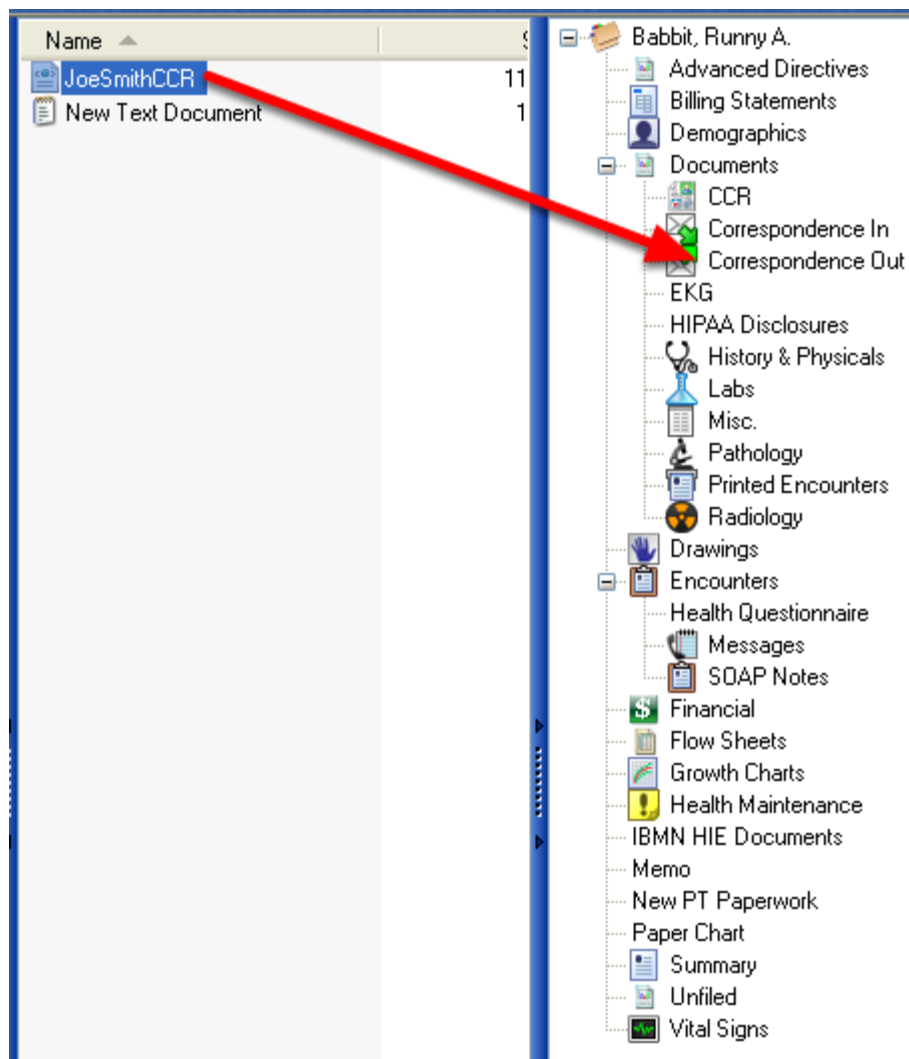 Name
JoeSmithCCR 11
New Text Document 1
Babbit, Runny A.
Advanced Directives
Billing Statements
Demographics
Documents
CCR
Correspondence In
Correspondence Out
EKG
HIPAA Disclosures
History & Physicals
Labs
Misc.
Pathology
Printed Encounters
Radiology
Drawings
Encounters
Health Questionnaire
Messages
SOAP Notes
Financial
Flow Sheets
Growth Charts
Health Maintenance
IBMN HIE Documents
Memo
New PT Paperwork
Paper Chart
Summary
Unfiled
Vital Signs